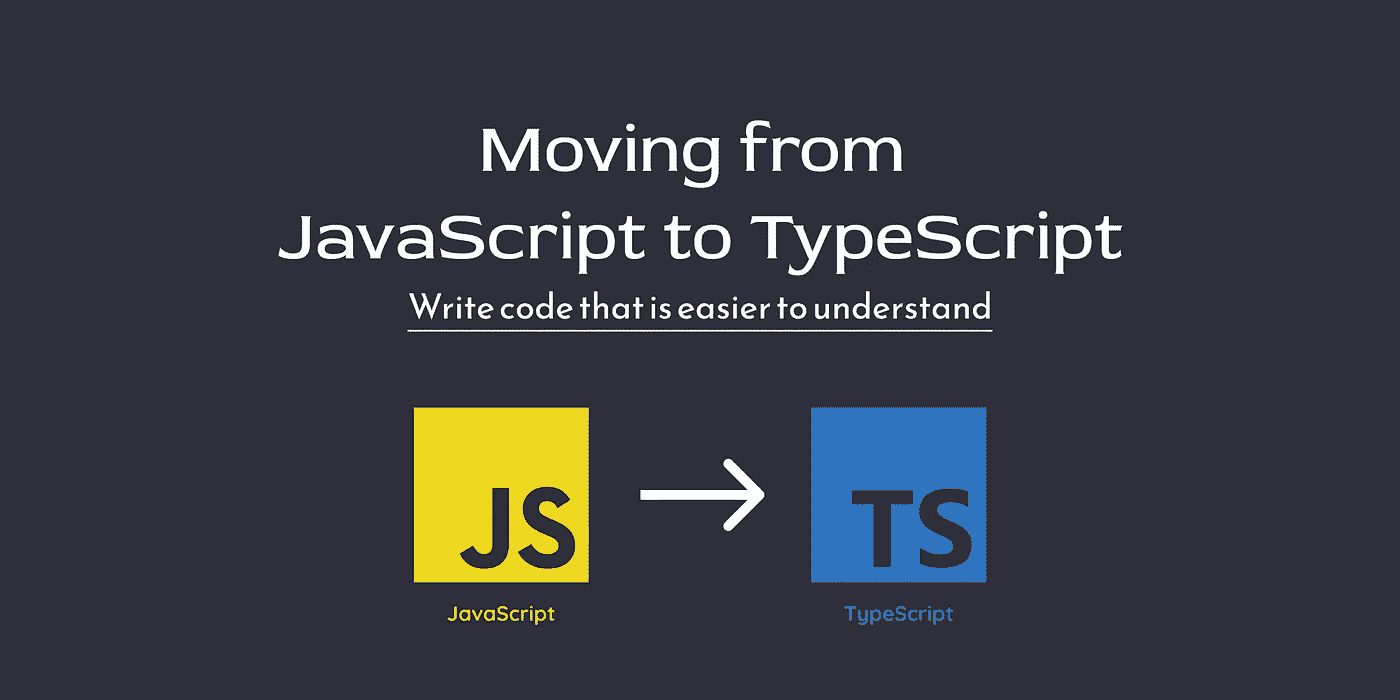 Moving from
JavaScript to TypeScript
Write code that is easier to understand
JS
TS
JavaScript
TypeScript